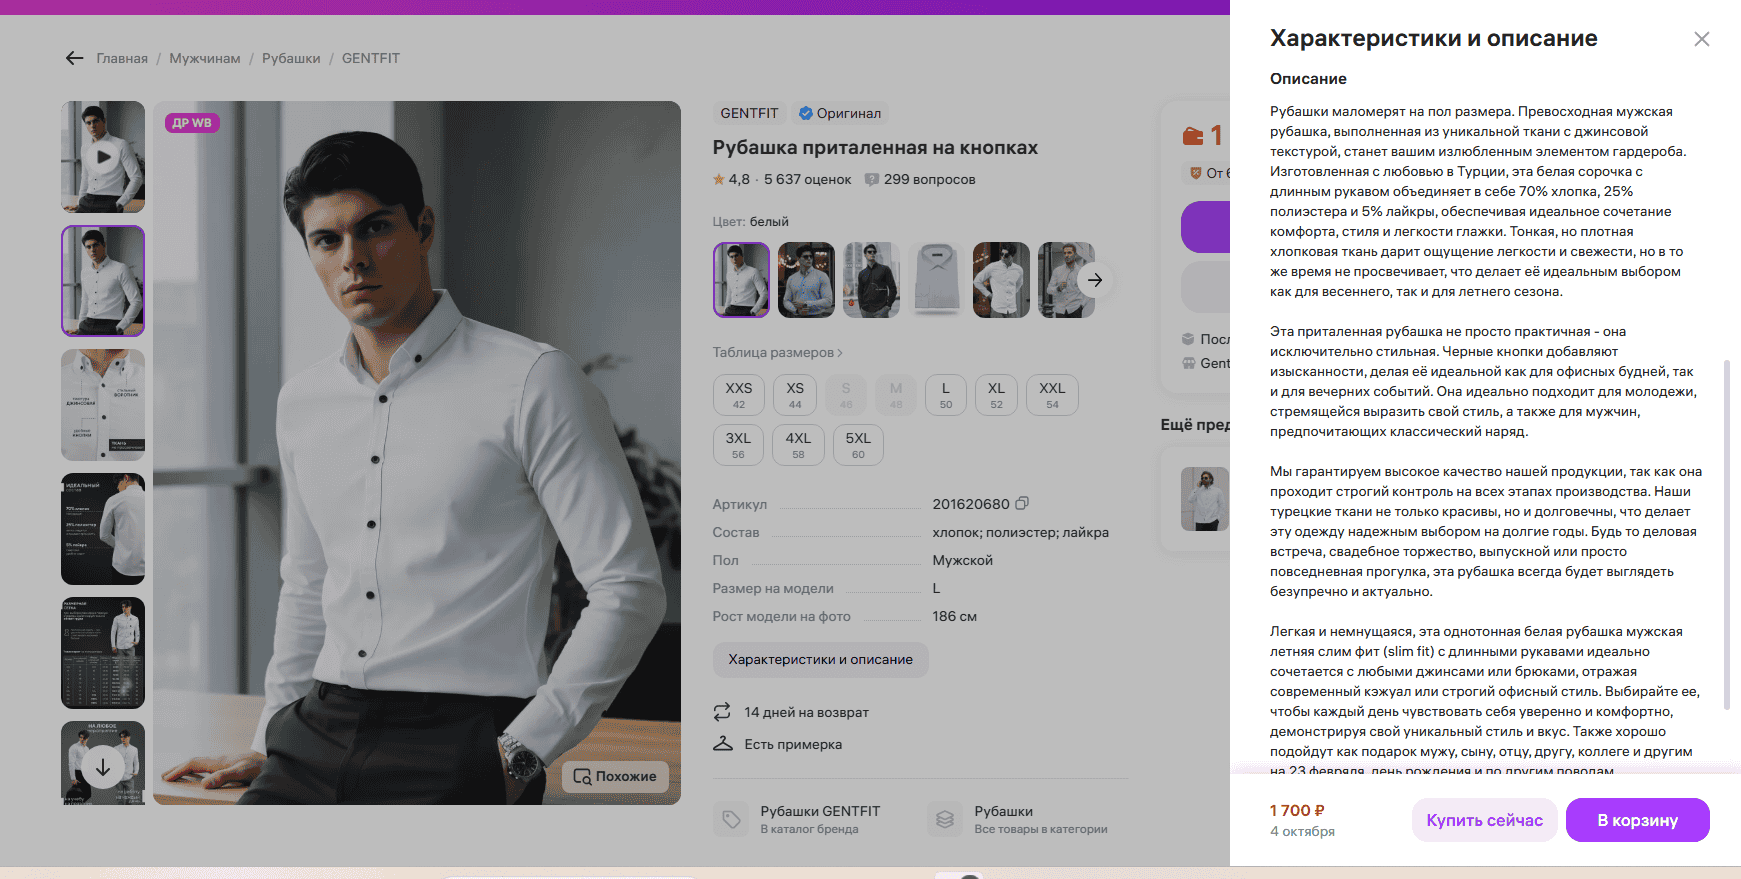 Главная / Мужчинам / Рубашки / GENTFIT
ДР WB
Похожие
GENTFIT
Оригинал
Рубашка приталенная на кнопках
4,8 · 5 637 оценок
299 вопросов
Цвет: белый
Таблица размеров
XXS
42
XS
44
S
46
M
48
L
50
XL
52
XXL
54
3XL
56
4XL
58
5XL
60
Артикул 201620680
Состав хлопок; полиэстер; лайкра
Пол Мужской
Размер на модели L
Рост модели на фото 186 см
Характеристики и описание
14 дней на возврат
Есть примерка
Рубашки GENTFIT
В каталог бренда
Рубашки
Все товары в категории
1
От
Ещё
Характеристики и описание
Описание
Рубашки маломерят на пол размера. Превосходная мужская
рубашка, выполненная из уникальной ткани с джинсовой
текстурой, станет вашим излюбленным элементом гардероба.
Изготовленная с любовью в Турции, эта белая сорочка с
длинным рукавом объединяет в себе 70% хлопка, 25%
полиэстера и 5% лайкры, обеспечивая идеальное сочетание
комфорта, стиля и легкости глажки. Тонкая, но плотная
хлопковая ткань дарит ощущение легкости и свежести, но в то
же время не просвечивает, что делает её идеальным выбором
как для весеннего, так и для летнего сезона.
Эта приталенная рубашка не просто практичная - она
исключительно стильная. Черные кнопки добавляют
изысканности, делая её идеальной как для офисных будней, так
и для вечерних событий. Она идеально подходит для молодежи,
стремящейся выразить свой стиль, а также для мужчин,
предпочитающих классический наряд.
Мы гарантируем высокое качество нашей продукции, так как она
проходит строгий контроль на всех этапах производства. Наши
турецкие ткани не только красивы, но и долговечны, что делает
эту одежду надежным выбором на долгие годы. Будь то деловая
встреча, свадебное торжество, выпускной или просто
повседневная прогулка, эта рубашка всегда будет выглядеть
безупречно и актуально.
Легкая и немнущаяся, эта однотонная белая рубашка мужская
летняя слим фит (slim fit) с длинными рукавами идеально
сочетается с любыми джинсами или брюками, отражая
современный кэжуал или строгий офисный стиль. Выбирайте ее,
чтобы каждый день чувствовать себя уверенно и комфортно,
демонстрируя свой уникальный стиль и вкус. Также хорошо
подойдут как подарок мужу, сыну, отцу, другу, коллеге и другим
на 23 февраля, день рождения и по другим поводам
1 700 ₽
4 октября
Купить сейчас
В корзину